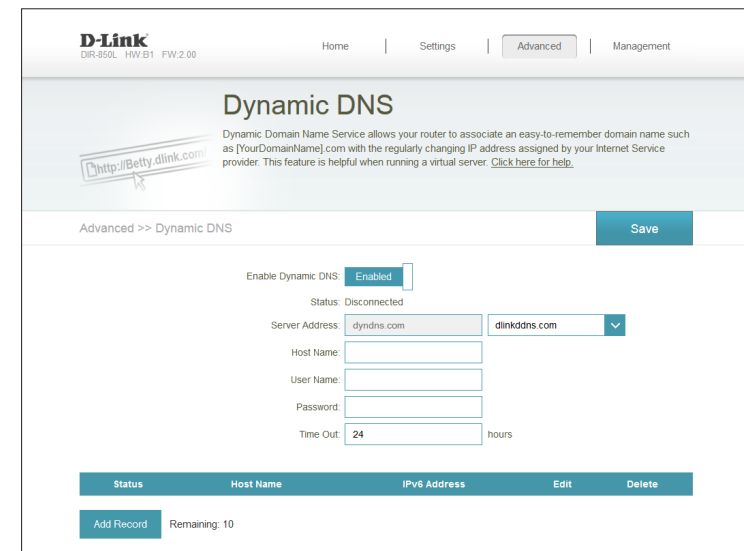 D-Link
DIR-850L HW:B1 FW:2.00
Home
Settings
Advanced
Management
Dynamic DNS
Dynamic Domain Name Service allows your router to associate an easy-to-remember domain name such
as [YourDomainName].com with the regularly changing IP address assigned by your Internet Service
provider. This feature is helpful when running a virtual server. Click here for help.
http://Betty.dlink.com/
Advanced >> Dynamic DNS
Save
Enable Dynamic DNS: Enabled
Status: Disconnected
Server Address: dyndns.com dlinkddns.com
Host Name:
User Name:
Password:
Time Out: 24 hours
Status Host Name IPv6 Address Edit Delete
Add Record Remaining: 10